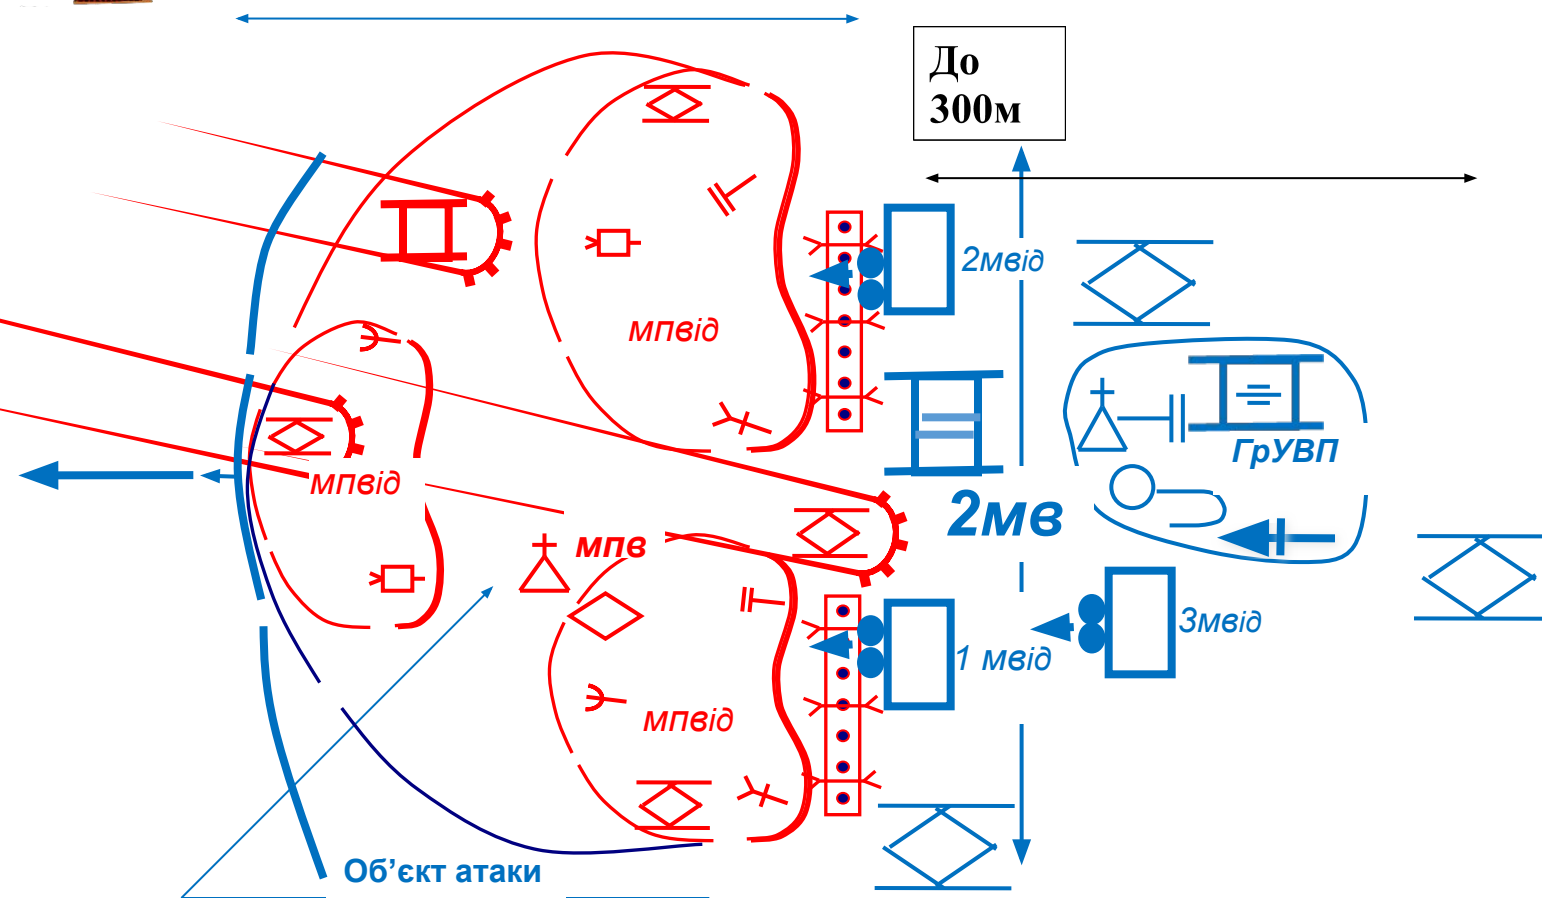 До
300м
2мвід
мпвід
ГрУВП
мпвід
2мв
мпв
3мвід
1 мвід
мпвід
Об’єкт атаки